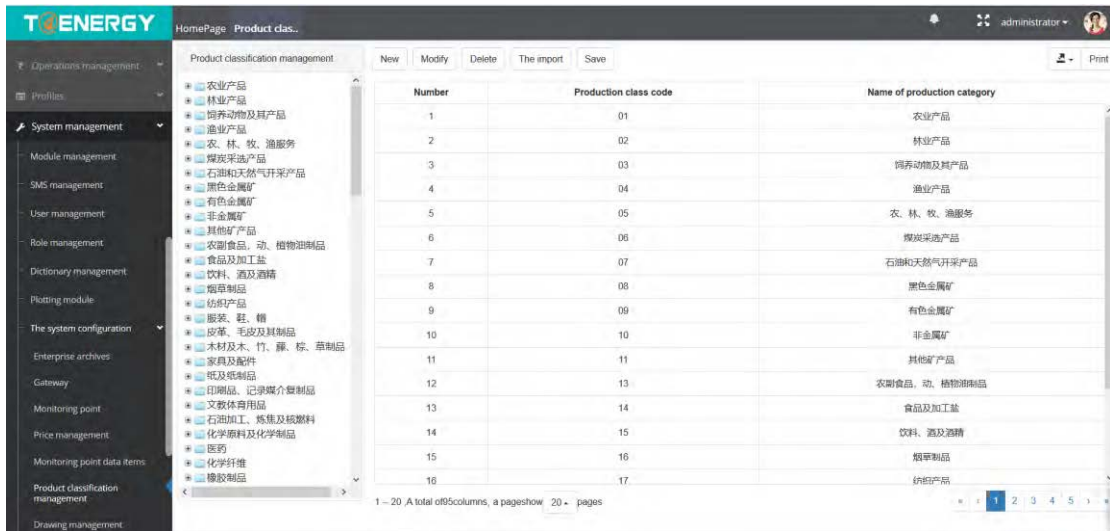 TCENERGY
HomePage Product clas..
administrator
Operations management
Profiles
System management
Module management
SMS management
User management
Role management
Dictionary management
Plotting module
The system configuration
Enterprise archives
Gateway
Monitoring point
Price management
Monitoring point data items
Product classification
management
Drawing management
Product classification management
农业产品
林业产品
饲养动物及其产品
渔业产品
农、林、牧、渔服务
煤炭采选产品
石油和天然气开采产品
黑色金属矿
有色金属矿
非金属矿
其他矿产品
农副食品，动、植物油制品
食品及加工盐
饮料、酒及酒精
烟草制品
纺织产品
服装、鞋、帽
皮革、毛皮及其制品
木材及木、竹、藤、棕、草制品
家具及配件
纸及纸制品
印刷品、记录媒介复制品
文教体育用品
石油加工、炼焦及核燃料
化学原料及化学制品
医药
化学纤维
橡胶制品
New Modify Delete The import Save Print
Number Production class code Name of production category
1 01 农业产品
2 02 林业产品
3 03 饲养动物及其产品
4 04 渔业产品
5 05 农、林、牧、渔服务
6 06 煤炭采选产品
7 07 石油和天然气开采产品
8 08 黑色金属矿
9 09 有色金属矿
10 10 非金属矿
11 11 其他矿产品
12 13 农副食品，动、植物油制品
13 14 食品及加工盐
14 15 饮料、酒及酒精
15 16 烟草制品
16 17 纺织产品
1 – 20 ,A total of95columns, a pageshow 20 pages
« ‹ 1 2 3 4 5 › »